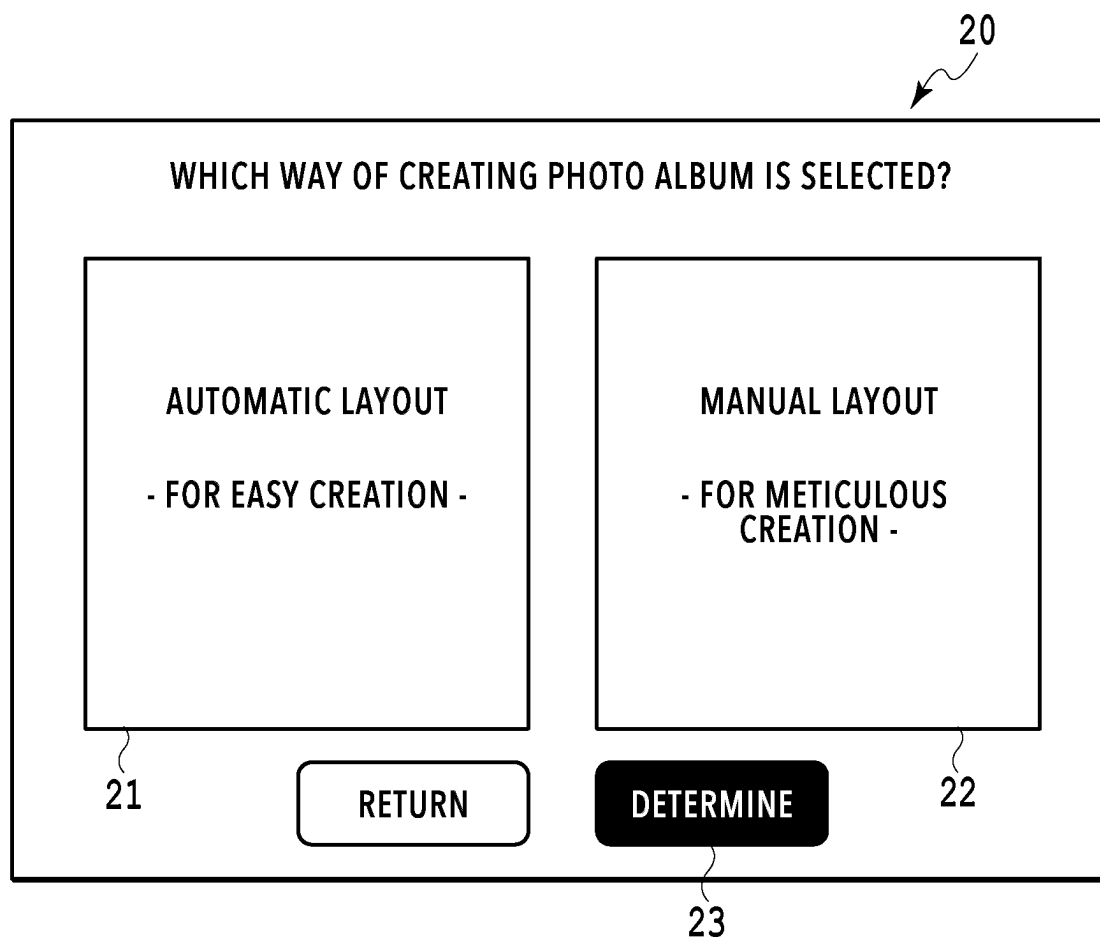 20
WHICH WAY OF CREATING PHOTO ALBUM IS SELECTED?
AUTOMATIC LAYOUT
- FOR EASY CREATION -
MANUAL LAYOUT
- FOR METICULOUS
CREATION -
21
22
RETURN
DETERMINE
23